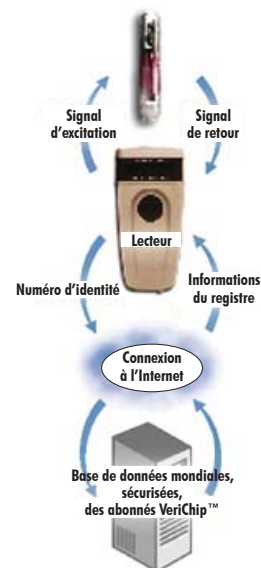 Signal
d'excitation
Signal
de retour
Lecteur
Numéro d'identité
Informations
du registre
Connexion
à l'Internet
Base de données mondiales,
sécurisées,
des abonnés VeriChip™